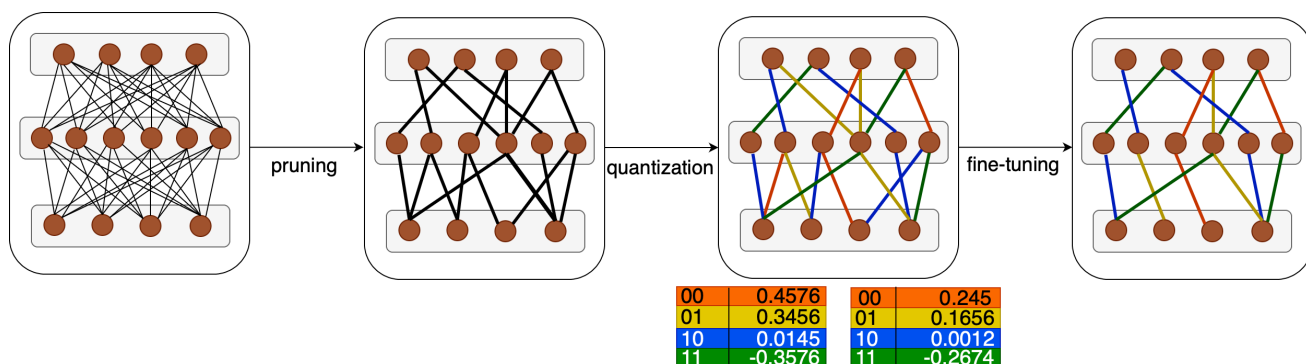 pruning
quantization
fine-tuning
00 0.4576
01 0.3456
10 0.0145
11 -0.3576
00 0.245
01 0.1656
10 0.0012
11 -0.2674